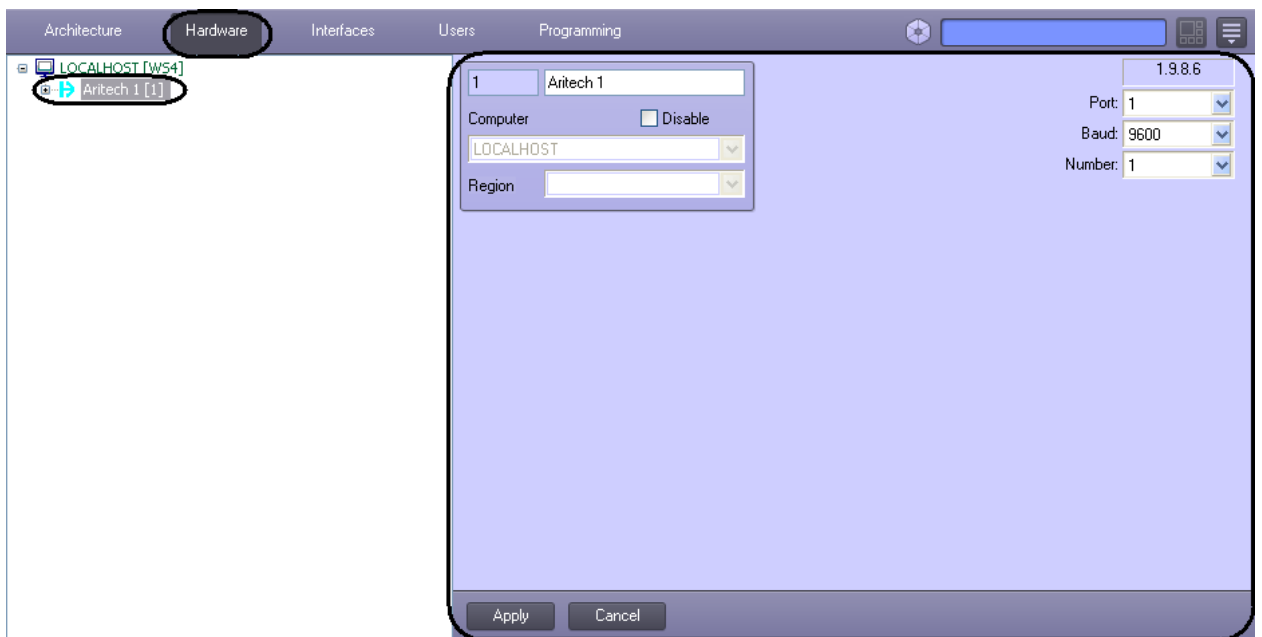 Architecture Hardware Interfaces Users Programming
LOCALHOST [WS4]
Aritech 1 [1]
1 Aritech 1
Computer Disable
LOCALHOST
Region
1.9.8.6
Port: 1
Baud: 9600
Number: 1
Apply Cancel